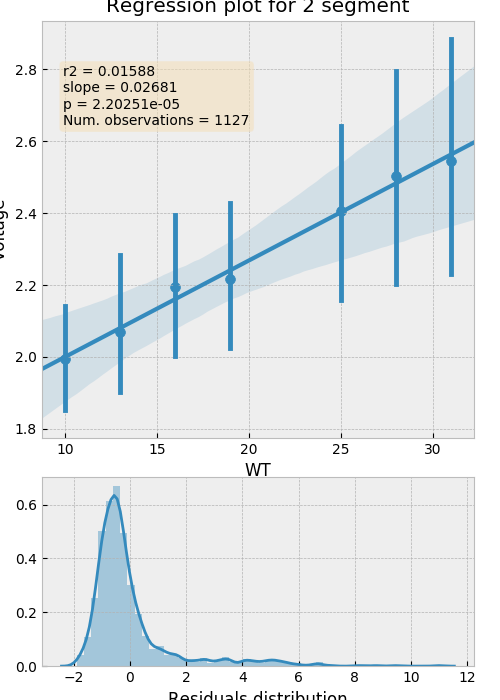 Regression plot for 2 segment
r2 = 0.01588
slope = 0.02681
p = 2.20251e-05
Num. observations = 1127
Voltage
2.8
2.6
2.4
2.2
2.0
1.8
10 15 20 25 30
WT
0.6
0.4
0.2
0.0
−2 0 2 4 6 8 10 12
Residuals distribution